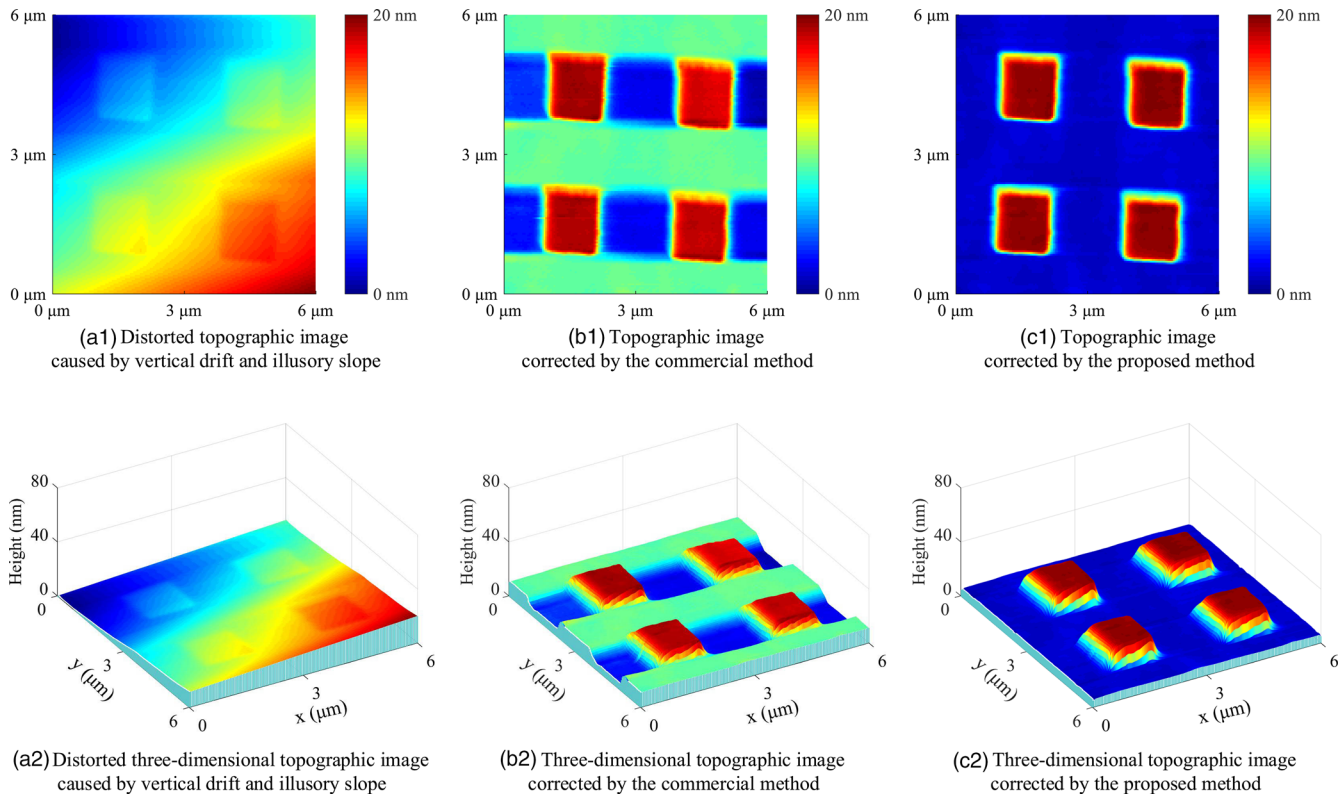 6 μm
20 nm
3 μm
0 μm
0 nm
0 μm
3 μm
6 μm
(a1) Distorted topographic image
caused by vertical drift and illusory slope
6 μm
20 nm
3 μm
0 μm
0 nm
0 μm
3 μm
6 μm
(b1) Topographic image
corrected by the commercial method
6 μm
20 nm
3 μm
0 μm
0 nm
0 μm
3 μm
6 μm
(c1) Topographic image
corrected by the proposed method
80
40
0
Height (nm)
0
3
6
y (μm)
0
3
6
x (μm)
(a2) Distorted three-dimensional topographic image
caused by vertical drift and illusory slope
80
40
0
Height (nm)
0
3
6
y (μm)
0
3
6
x (μm)
(b2) Three-dimensional topographic image
corrected by the commercial method
80
40
0
Height (nm)
0
3
6
y (μm)
0
3
6
x (μm)
(c2) Three-dimensional topographic image
corrected by the proposed method